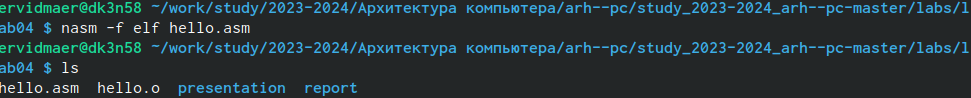 ervidmaer@dk3n58 ~/work/study/2023-2024/Архитектура компьютера/arh--pc/study_2023-2024_arh--pc-master/labs/l
ab04 $ nasm -f elf hello.asm
ervidmaer@dk3n58 ~/work/study/2023-2024/Архитектура компьютера/arh--pc/study_2023-2024_arh--pc-master/labs/l
ab04 $ ls
hello.asm  hello.o  presentation  report